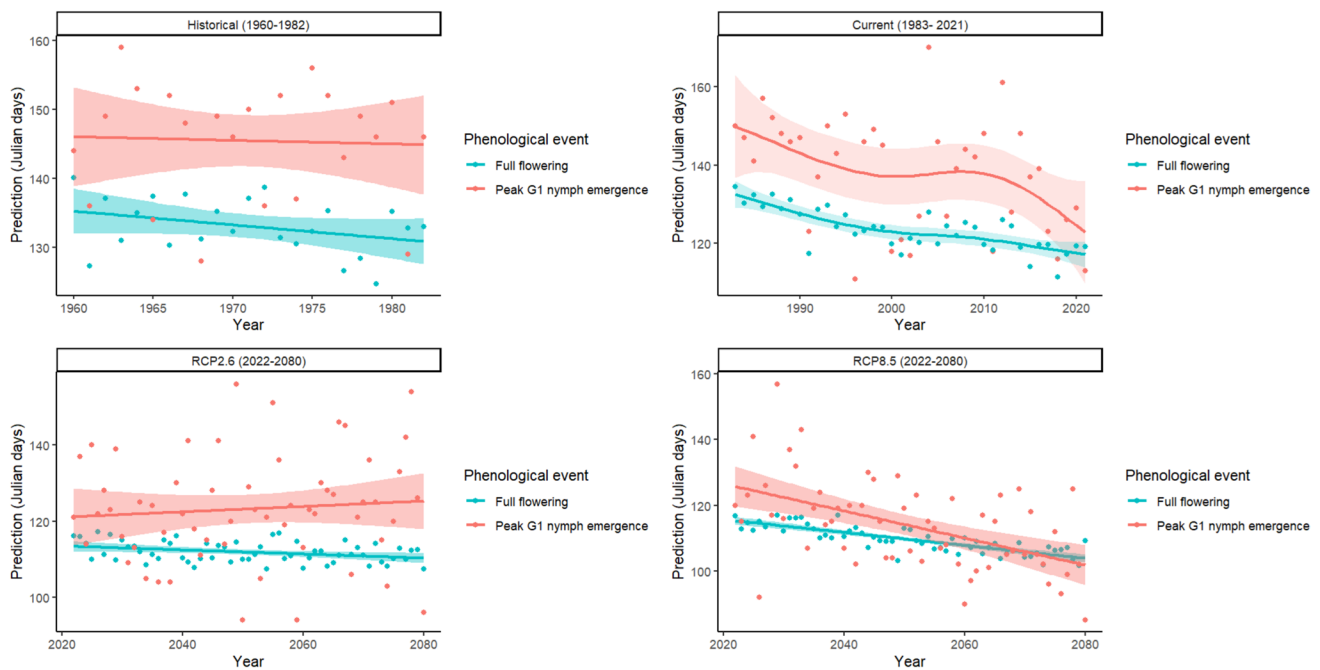 Historical (1960-1982)
160
150
140
130
Prediction (Julian days)
1960
1965
1970
1975
1980
Year
Phenological event
Full flowering
Peak G1 nymph emergence
Current (1983- 2021)
160
140
120
Prediction (Julian days)
1990
2000
2010
2020
Year
Phenological event
Full flowering
Peak G1 nymph emergence
RCP2.6 (2022-2080)
140
120
100
Prediction (Julian days)
2020
2040
2060
2080
Year
Phenological event
Full flowering
Peak G1 nymph emergence
RCP8.5 (2022-2080)
160
140
120
100
Prediction (Julian days)
2020
2040
2060
2080
Year
Phenological event
Full flowering
Peak G1 nymph emergence